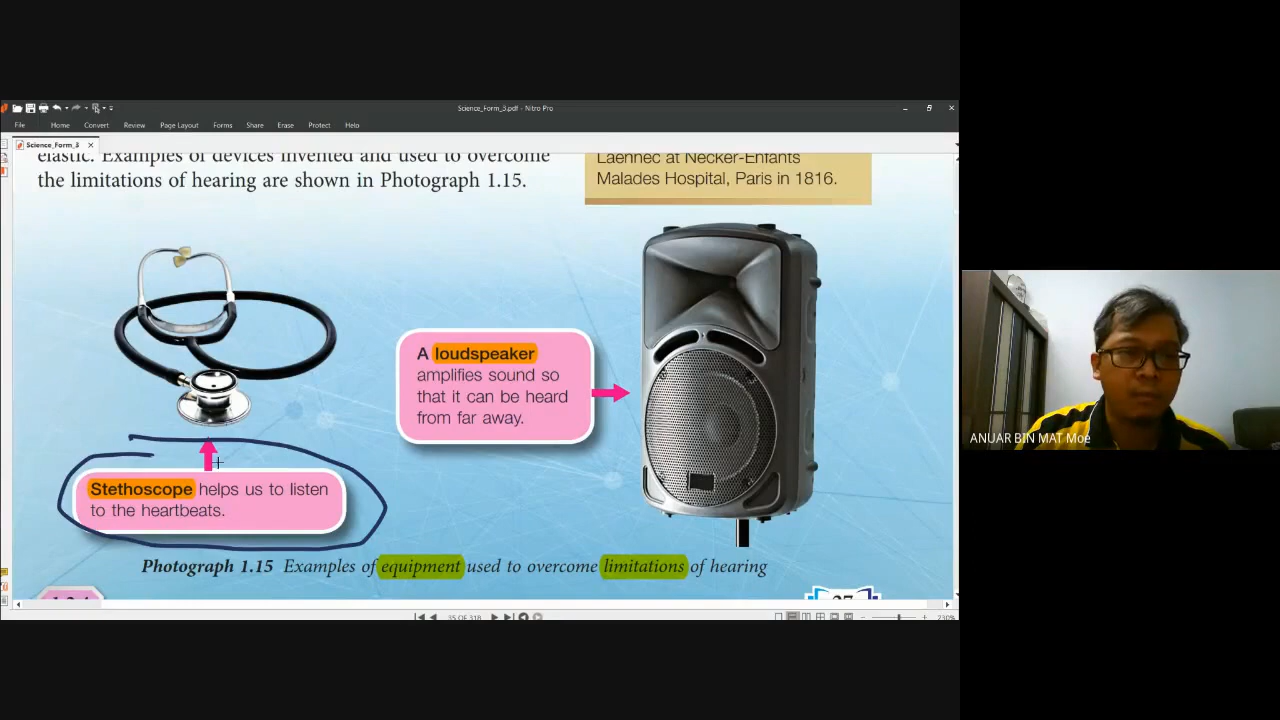 Science_Form_3.pdf - Nitro Pro
File Home Convert Review Page Layout Forms Share Erase Protect Help
Science_Form_3
elastic. Examples of devices invented and used to overcome
the limitations of hearing are shown in Photograph 1.15.
Laennec at Necker-Enfants
Malades Hospital, Paris in 1816.
A loudspeaker
amplifies sound so
that it can be heard
from far away.
Stethoscope helps us to listen
to the heartbeats.
Photograph 1.15 Examples of equipment used to overcome limitations of hearing
35 OF 318
230%
ANUAR BIN MAT Moe